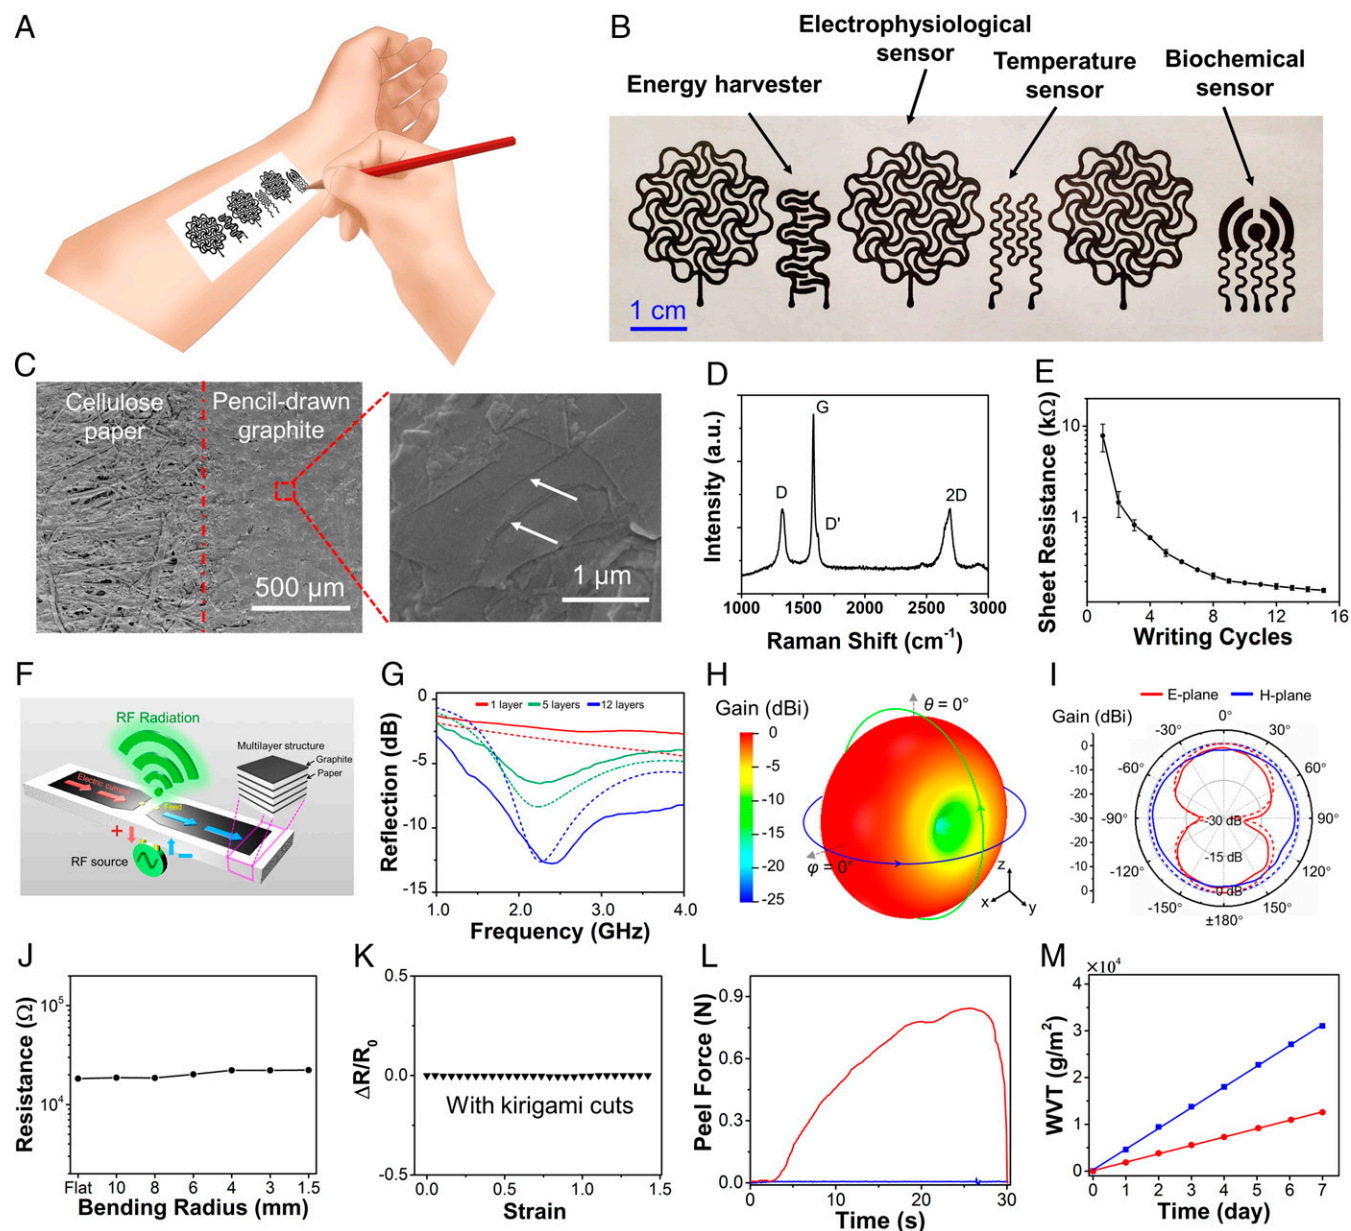 A
B
Electrophysiological
sensor
Energy harvester
Temperature
sensor
Biochemical
sensor
1 cm
C
Cellulose
paper
Pencil-drawn
graphite
500 µm
1 µm
D
Intensity (a.u.)
D
G
D'
2D
1000 1500 2000 2500 3000
Raman Shift (cm⁻¹)
E
Sheet Resistance (kΩ)
10
1
0 4 8 12 16
Writing Cycles
F
RF Radiation
Multilayer structure
Graphite
Paper
Electric current
Feed
+
RF source
G
Reflection (dB)
0
-5
-10
-15
1 layer 5 layers 12 layers
1.0 2.0 3.0 4.0
Frequency (GHz)
H
Gain (dBi)
0
-5
-10
-15
-20
-25
θ = 0°
φ = 0°
z
x
y
I
E-plane H-plane
Gain (dBi)
0
-10
-20
-30
-30
-20
-10
0
0°
-30° 30°
-60° 60°
-90° 90°
-120° 120°
-150° 150°
±180°
-30 dB
-15 dB
0 dB
J
Resistance (Ω)
10⁵
10⁴
Flat 10 8 6 4 3 1.5
Bending Radius (mm)
K
ΔR/R₀
0.5
0.0
-0.5
With kirigami cuts
0.0 0.5 1.0 1.5
Strain
L
Peel Force (N)
0.9
0.6
0.3
0.0
0 10 20 30
Time (s)
M
×10⁴
WVT (g/m²)
4
3
2
1
0
0 1 2 3 4 5 6 7
Time (day)